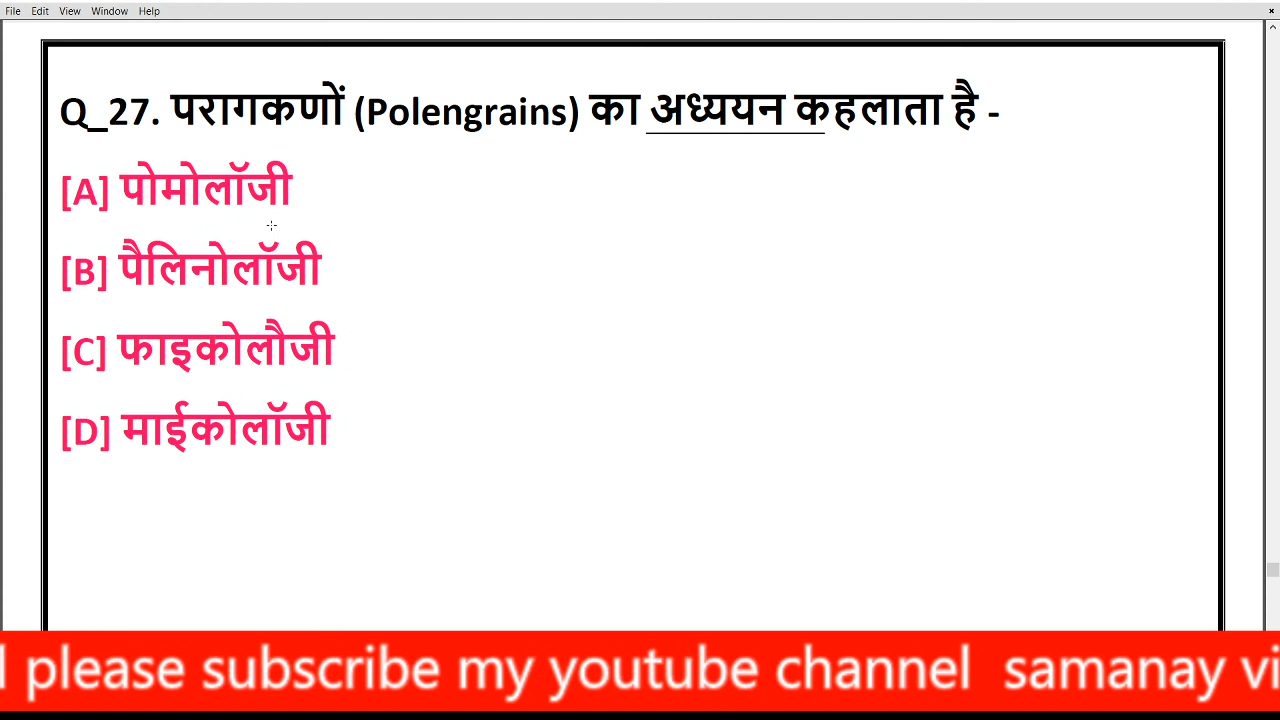 File Edit View Window Help ×
Q_27. परागकणों (Polengrains) का अध्ययन कहलाता है -
[A] पोमोलॉजी
[B] पैलिनोलॉजी
[C] फाइकोलौजी
[D] माईकोलॉजी
please subscribe my youtube channel samanay